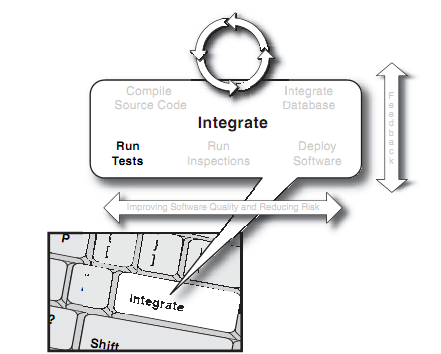 Compile
Source Code
Integrate
Database
Integrate
Run
Tests
Run
Inspections
Deploy
Software
Feedback
Improving Software Quality and Reducing Risk
P
{
[
}
]
"
'
Integrate
?
Shift